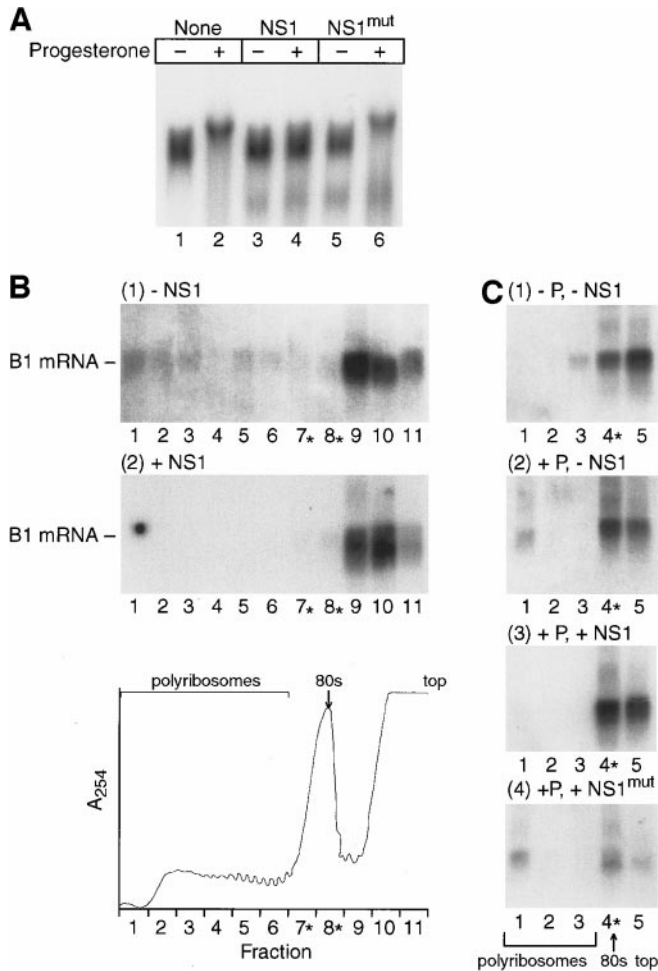 A
None NS1 NS1mut
Progesterone − + − + − +
1 2 3 4 5 6
B
(1) - NS1
B1 mRNA –
1 2 3 4 5 6 7* 8* 9 10 11
(2) + NS1
B1 mRNA –
1 2 3 4 5 6 7* 8* 9 10 11
polyribosomes 80s top
A254
1 2 3 4 5 6 7* 8* 9 10 11
Fraction
C
(1) - P, - NS1
1 2 3 4* 5
(2) + P, - NS1
1 2 3 4* 5
(3) + P, + NS1
1 2 3 4* 5
(4) +P, + NS1mut
1 2 3 4* 5
polyribosomes 80s top